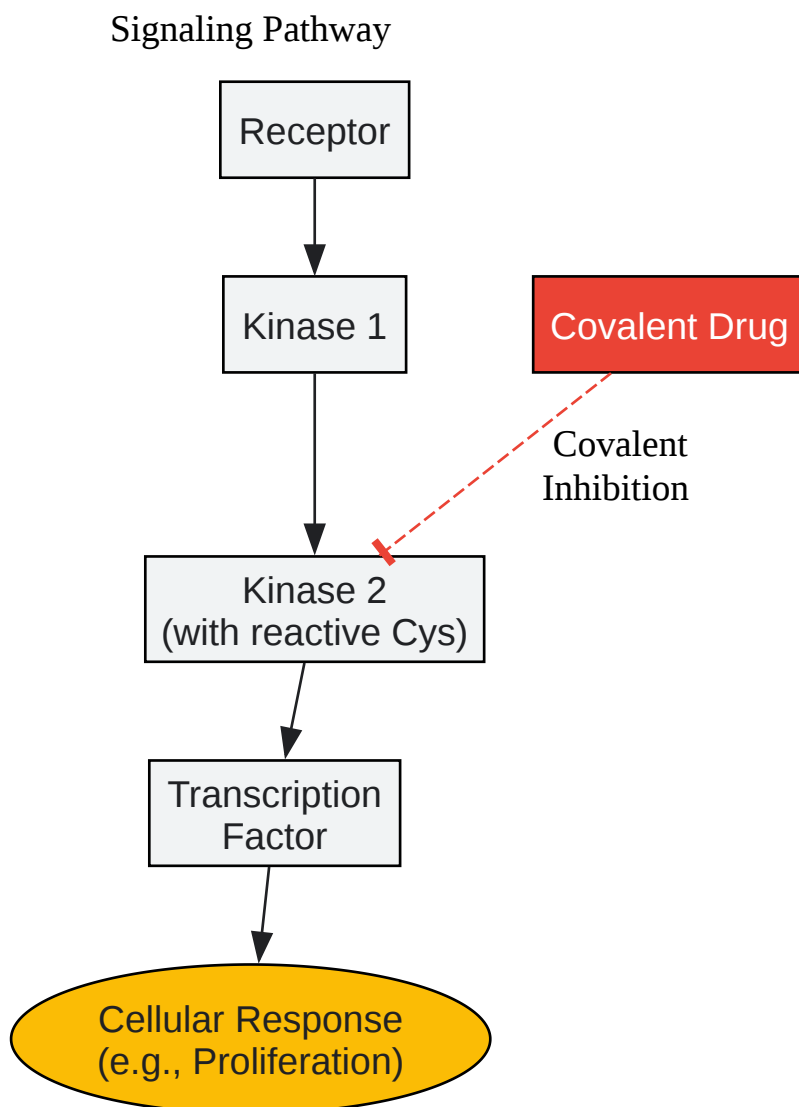 Signaling Pathway
Receptor
Kinase 1
Covalent Drug
Covalent
Inhibition
Kinase 2
(with reactive Cys)
Transcription
Factor
Cellular Response
(e.g., Proliferation)